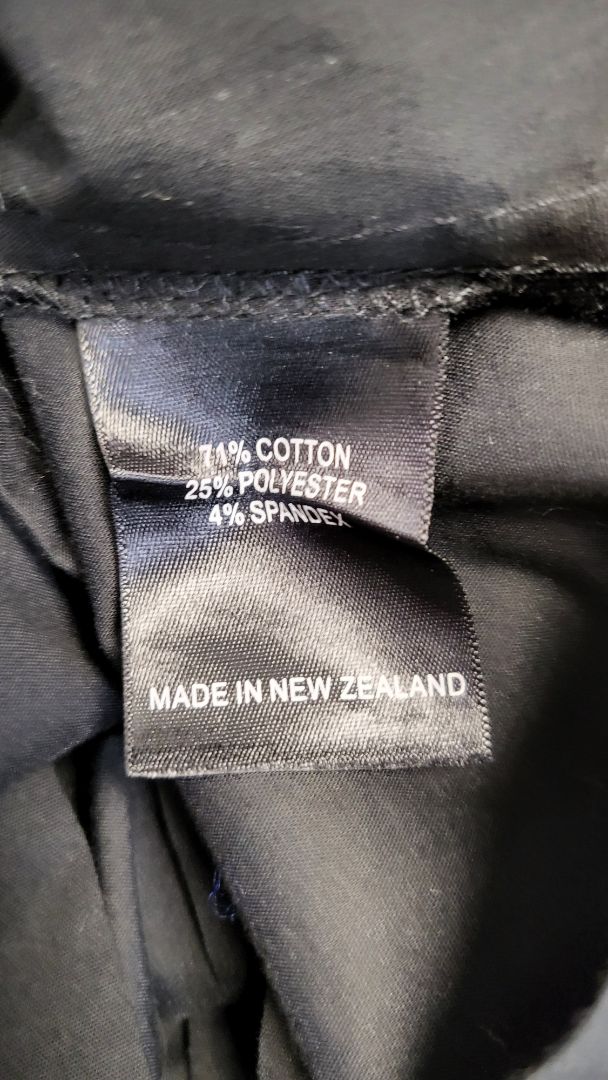 71% COTTON
25% POLYESTER
4% SPANDEX
MADE IN NEW ZEALAND